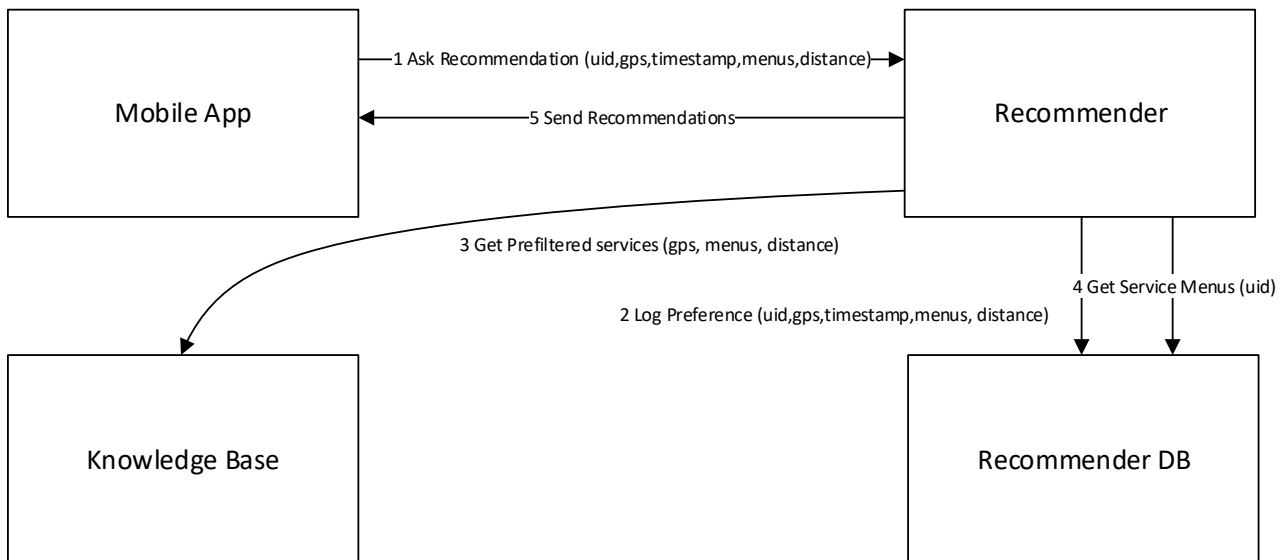 1 Ask Recommendation (uid,gps,timestamp,menus,distance)
Mobile App
Recommender
5 Send Recommendations
3 Get Prefiltered services (gps, menus, distance)
4 Get Service Menus (uid)
2 Log Preference (uid,gps,timestamp,menus, distance)
Knowledge Base
Recommender DB